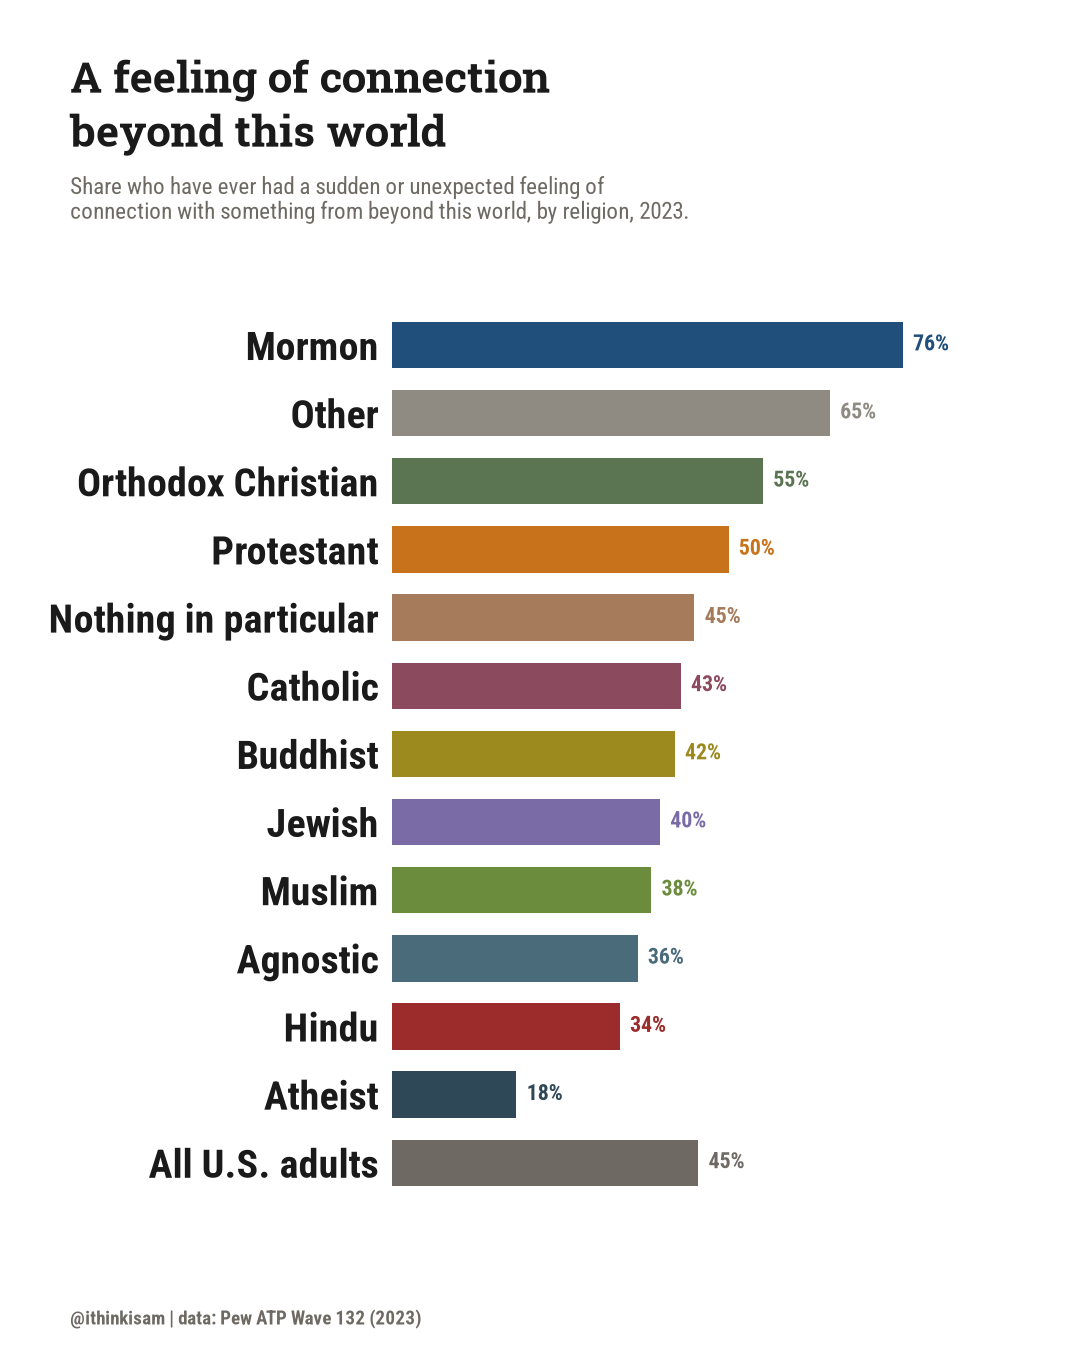 A feeling of connection
beyond this world
Share who have ever had a sudden or unexpected feeling of
connection with something from beyond this world, by religion, 2023.
Mormon 76%
Other 65%
Orthodox Christian 55%
Protestant 50%
Nothing in particular 45%
Catholic 43%
Buddhist 42%
Jewish 40%
Muslim 38%
Agnostic 36%
Hindu 34%
Atheist 18%
All U.S. adults 45%
@ithinkisam | data: Pew ATP Wave 132 (2023)